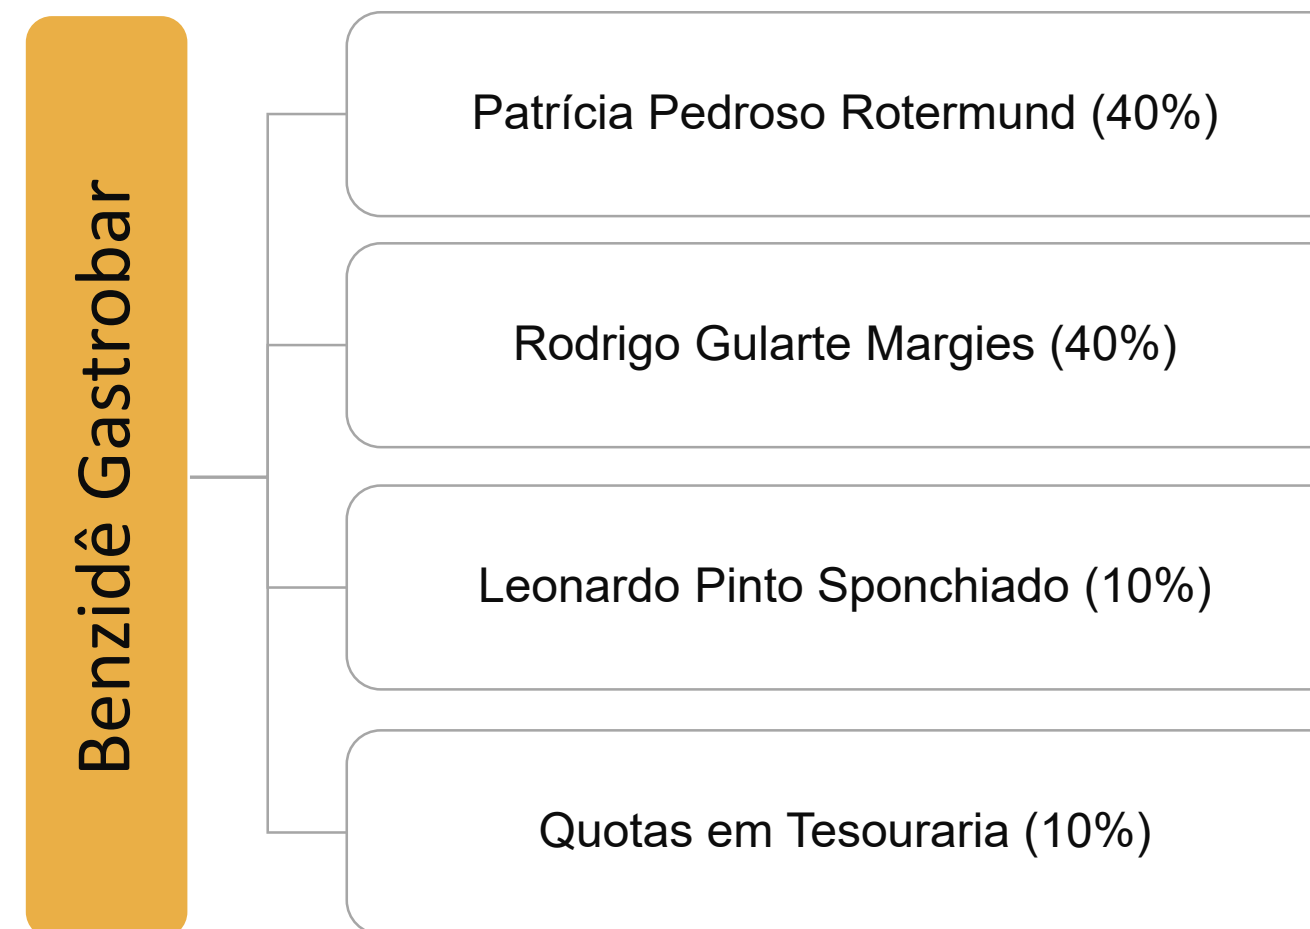 Benzidê Gastrobar
Patrícia Pedroso Rotermund (40%)
Rodrigo Gularte Margies (40%)
Leonardo Pinto Sponchiado (10%)
Quotas em Tesouraria (10%)